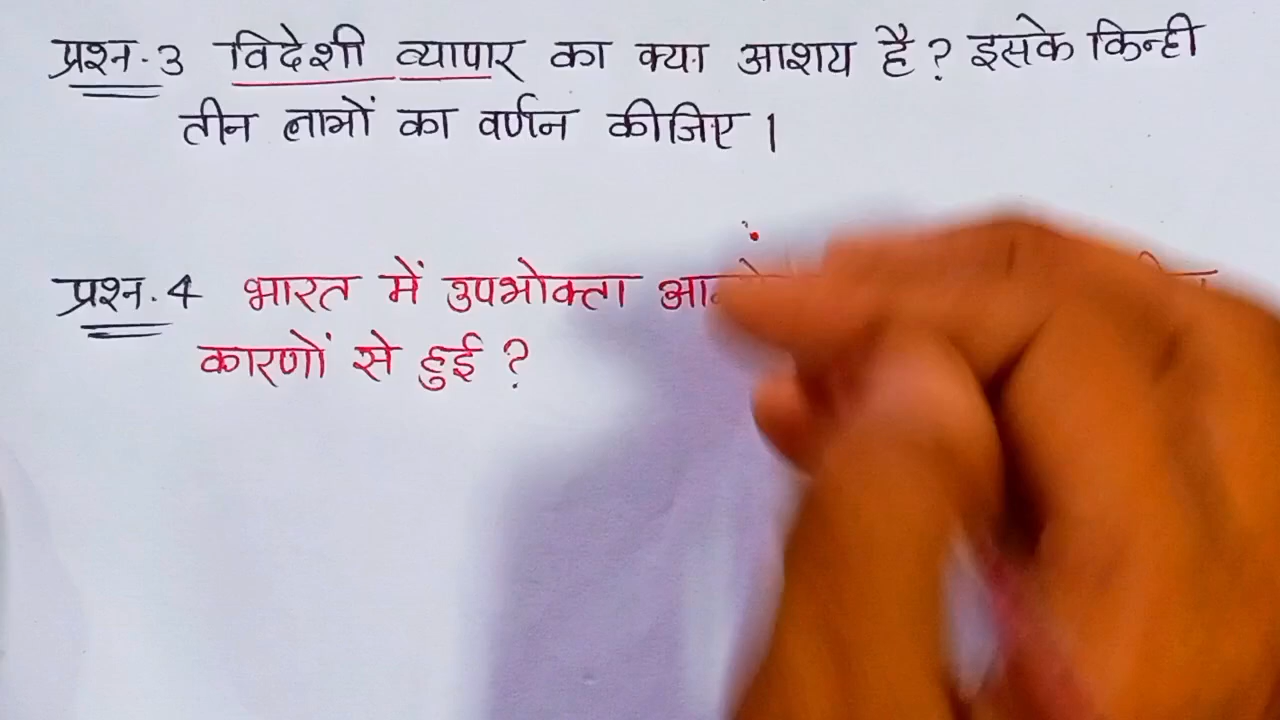 प्रश्न.3 विदेशी व्यापार का क्या आशय है? इसके किन्ही
तीन लाभों का वर्णन कीजिए।
प्रश्न.4 भारत में उपभोक्ता
कारणों से हुई?